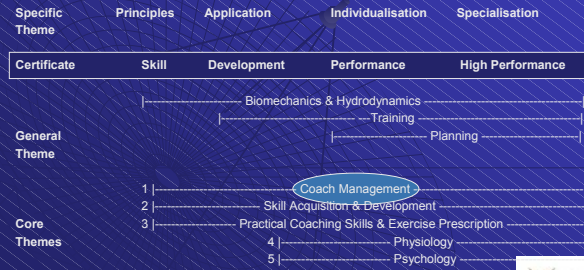 Specific Theme Principles Application Individualisation Specialisation
Certificate Skill Development Performance High Performance
|---------------------- Biomechanics & Hydrodynamics -------------------------------------|
|------------------------------- ---Training ---------------------------------------|
General Theme |---------------------- Planning -----------------------|
1 |--------------------------------- Coach Management --------------------------------------
2 |------------------------ Skill Acquisition & Development ----------------------------------
Core Themes 3 |------------------- Practical Coaching Skills & Exercise Prescription ------------------
4 |------------------------- Physiology -----------------------------
5 |------------------------- Psychology ----------------